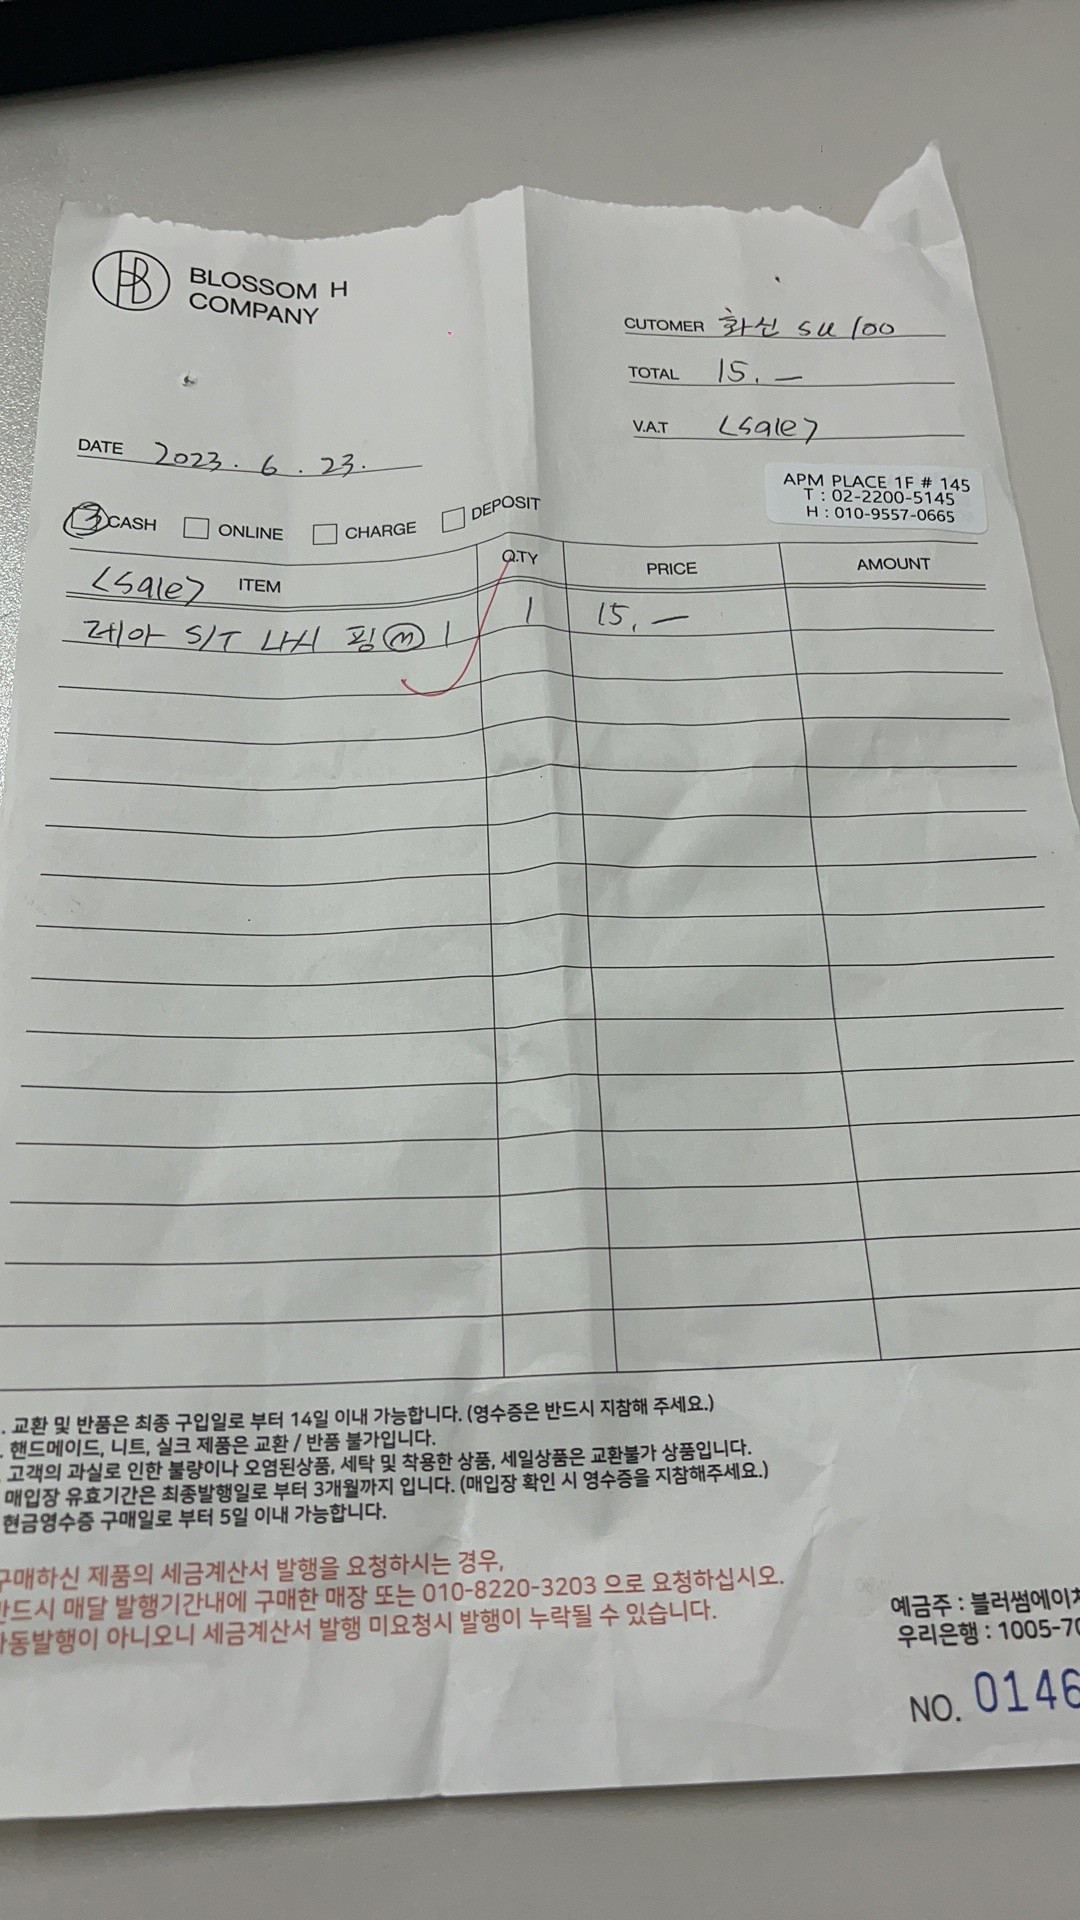 BLOSSOM H
COMPANY
CUTOMER 화신 su 100
TOTAL 15.—
V.A.T <sale>
DATE 2023. 6. 23.
APM PLACE 1F # 145
T : 02-2200-5145
H : 010-9557-0665
CASH ONLINE CHARGE DEPOSIT
<sale> ITEM Q.TY PRICE AMOUNT
레아 S/T 나시 핑 M 1 1 15.—
. 교환 및 반품은 최종 구입일로 부터 14일 이내 가능합니다. (영수증은 반드시 지참해 주세요.)
. 핸드메이드, 니트, 실크 제품은 교환 / 반품 불가입니다.
고객의 과실로 인한 불량이나 오염된상품, 세탁 및 착용한 상품, 세일상품은 교환불가 상품입니다.
매입장 유효기간은 최종발행일로 부터 3개월까지 입니다. (매입장 확인 시 영수증을 지참해주세요.)
현금영수증 구매일로 부터 5일 이내 가능합니다.
구매하신 제품의 세금계산서 발행을 요청하시는 경우,
반드시 매달 발행기간내에 구매한 매장 또는 010-8220-3203 으로 요청하십시오.
자동발행이 아니오니 세금계산서 발행 미요청시 발행이 누락될 수 있습니다.
예금주 : 블러썸에이치
우리은행 : 1005-70
NO. 0146